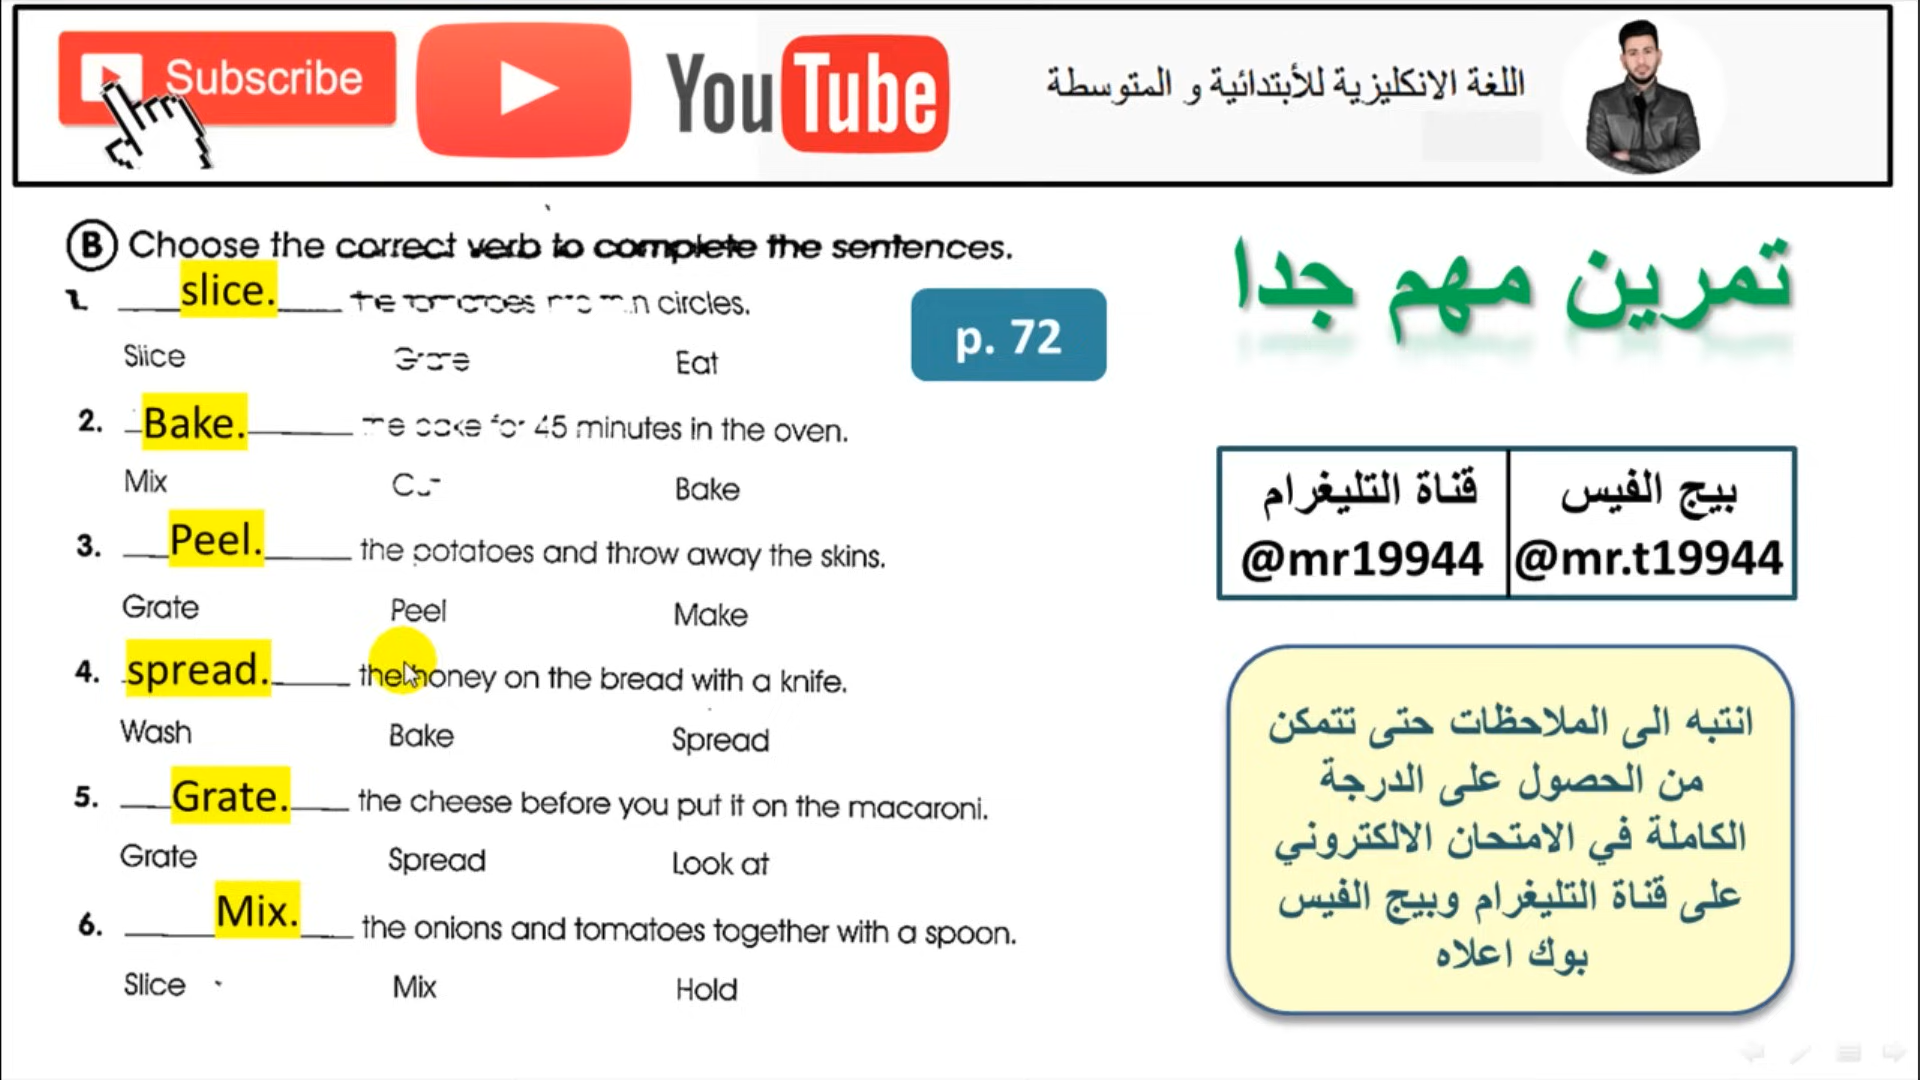 Subscribe
YouTube
اللغة الانكليزية للأبتدائية و المتوسطة
B Choose the correct verb to complete the sentences.
slice. circles.
Slice Eat
p. 72
تمرين مهم جدا
2. Bake. for 45 minutes in the oven.
Mix Bake
3. Peel. the potatoes and throw away the skins.
Grate Peel Make
4. spread. the honey on the bread with a knife.
Wash Bake Spread
5. Grate. the cheese before you put it on the macaroni.
Grate Spread Look at
6. Mix. the onions and tomatoes together with a spoon.
Slice Mix Hold
بيج الفيس قناة التليغرام
@mr19944 @mr.t19944
انتبه الى الملاحظات حتى تتمكن
من الحصول على الدرجة
الكاملة في الامتحان الالكتروني
على قناة التليغرام وبيج الفيس
بوك اعلاه